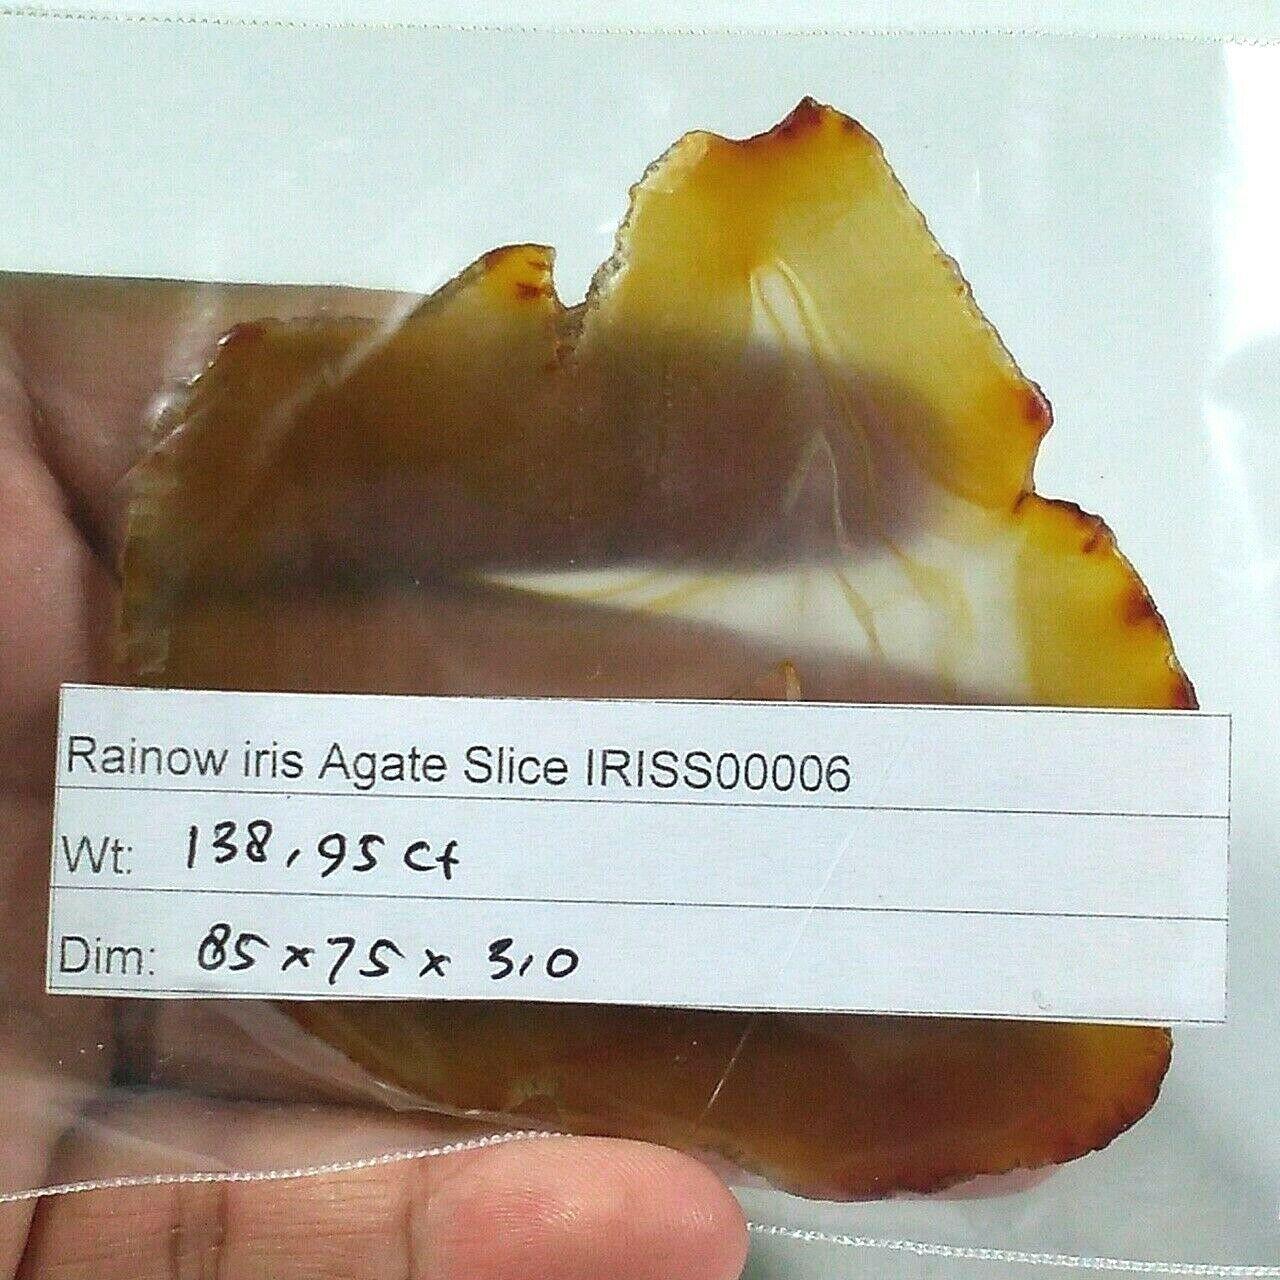 Rainow iris Agate Slice IRISS00006
Wt: 138,95 ct
Dim: 85 x 75 x 3,0